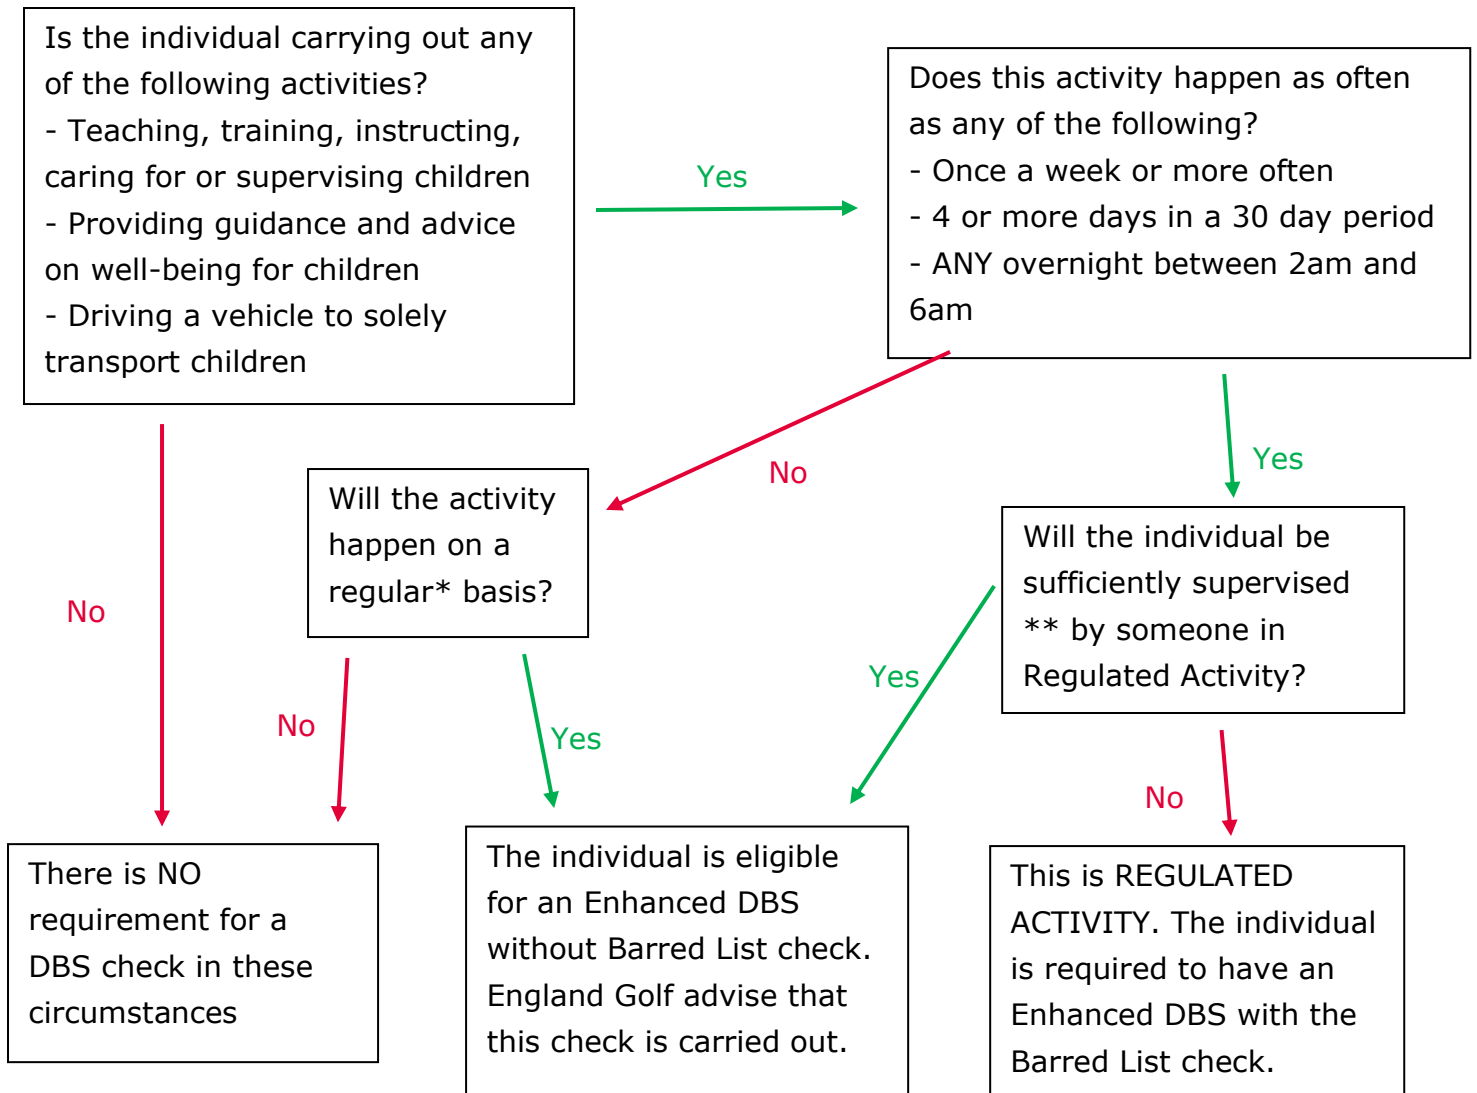 Is the individual carrying out any
of the following activities?
- Teaching, training, instructing,
caring for or supervising children
- Providing guidance and advice
on well-being for children
- Driving a vehicle to solely
transport children
Yes
Does this activity happen as often
as any of the following?
- Once a week or more often
- 4 or more days in a 30 day period
- ANY overnight between 2am and
6am
No
No
Yes
Will the activity
happen on a
regular* basis?
Will the individual be
sufficiently supervised
** by someone in
Regulated Activity?
No
Yes
Yes
No
There is NO
requirement for a
DBS check in these
circumstances
The individual is eligible
for an Enhanced DBS
without Barred List check.
England Golf advise that
this check is carried out.
This is REGULATED
ACTIVITY. The individual
is required to have an
Enhanced DBS with the
Barred List check.